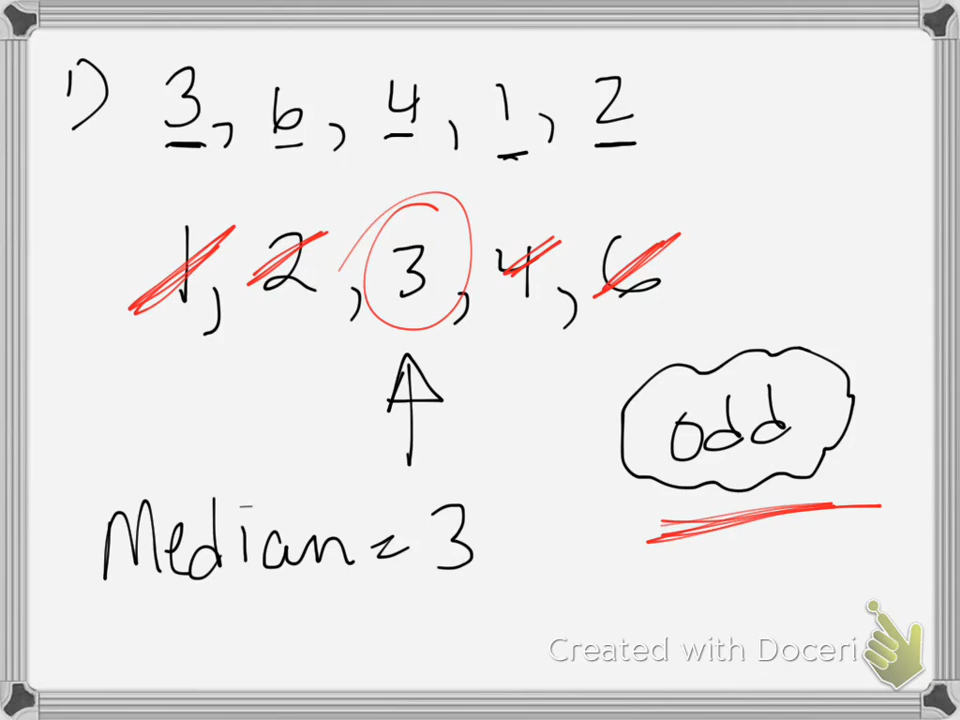 1) 3, 6, 4, 1, 2
1, 2, 3, 4, 6
odd
Median = 3
Created with Doceri